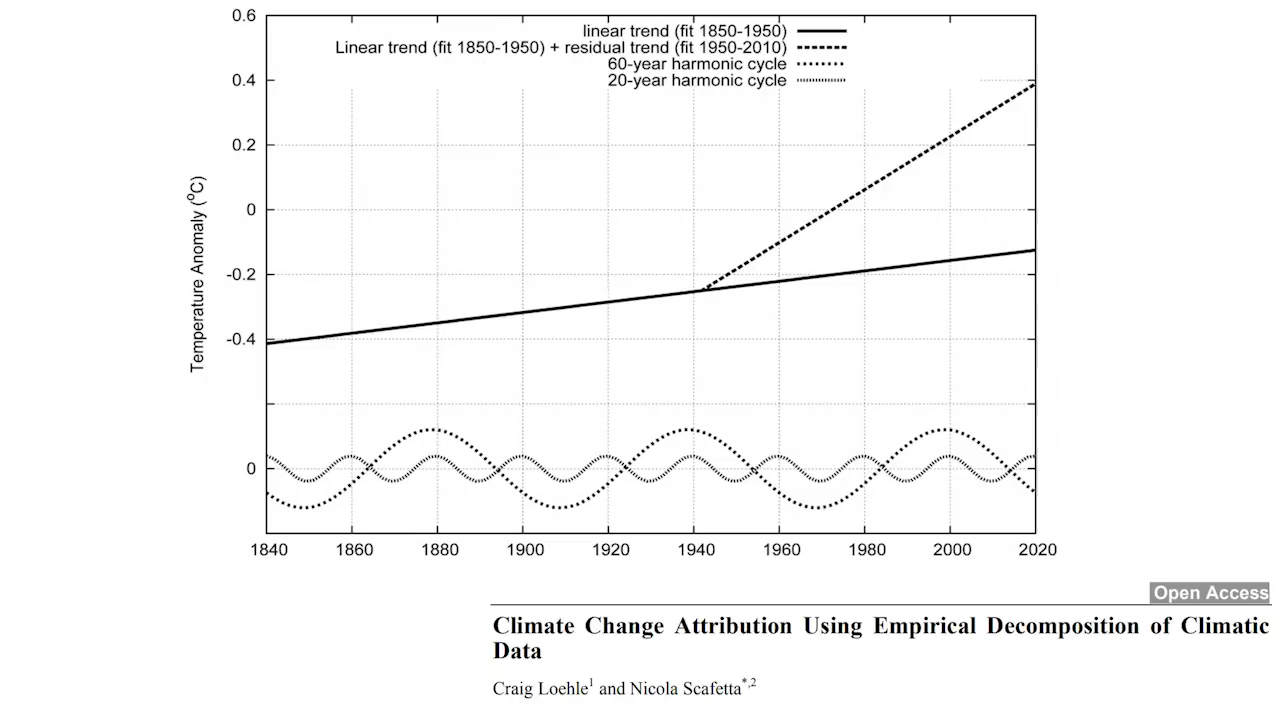 0.6
linear trend (fit 1850-1950)
Linear trend (fit 1850-1950) + residual trend (fit 1950-2010)
60-year harmonic cycle
20-year harmonic cycle
0.4
0.2
0
-0.2
-0.4
0
Temperature Anomaly (°C)
1840 1860 1880 1900 1920 1940 1960 1980 2000 2020
Open Access
Climate Change Attribution Using Empirical Decomposition of Climatic
Data
Craig Loehle1 and Nicola Scafetta*,2